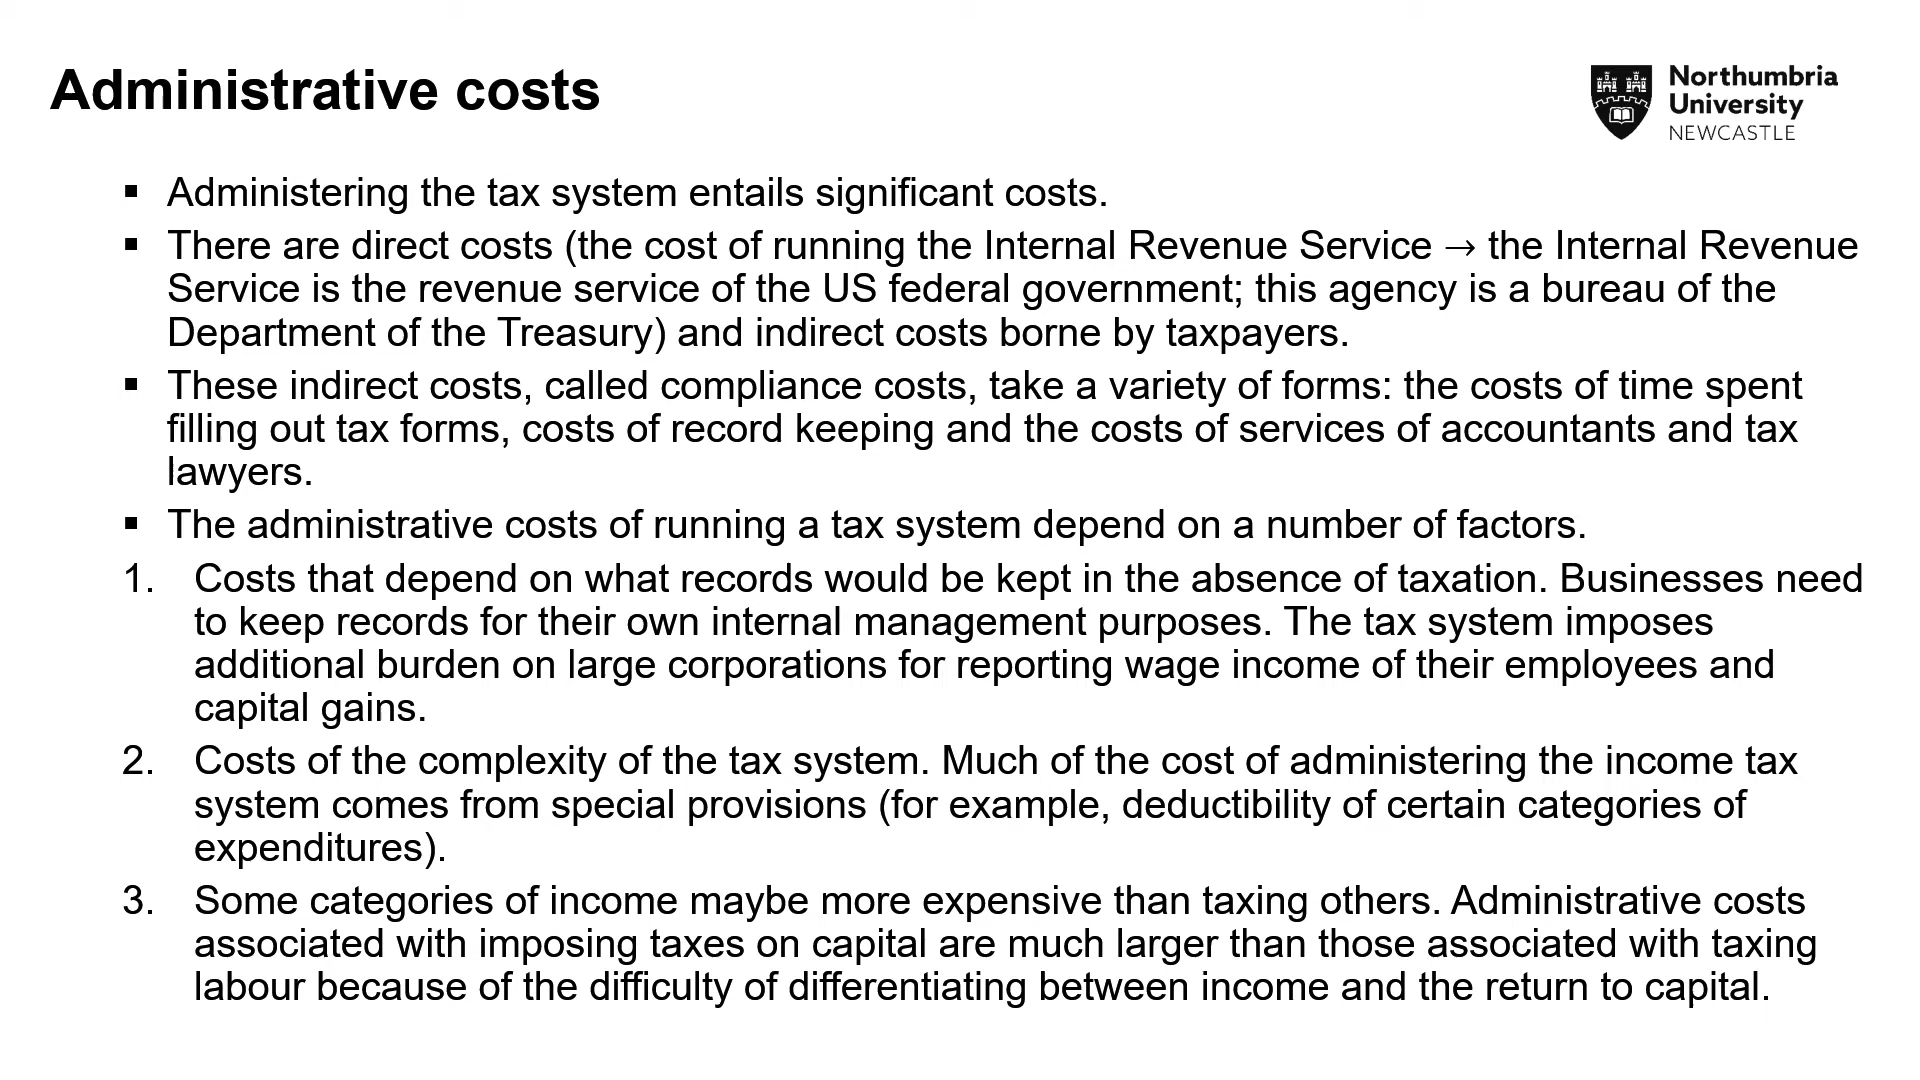 Administrative costs
Northumbria
University
NEWCASTLE
▪ Administering the tax system entails significant costs.
▪ There are direct costs (the cost of running the Internal Revenue Service → the Internal Revenue
Service is the revenue service of the US federal government; this agency is a bureau of the
Department of the Treasury) and indirect costs borne by taxpayers.
▪ These indirect costs, called compliance costs, take a variety of forms: the costs of time spent
filling out tax forms, costs of record keeping and the costs of services of accountants and tax
lawyers.
▪ The administrative costs of running a tax system depend on a number of factors.
1. Costs that depend on what records would be kept in the absence of taxation. Businesses need
to keep records for their own internal management purposes. The tax system imposes
additional burden on large corporations for reporting wage income of their employees and
capital gains.
2. Costs of the complexity of the tax system. Much of the cost of administering the income tax
system comes from special provisions (for example, deductibility of certain categories of
expenditures).
3. Some categories of income maybe more expensive than taxing others. Administrative costs
associated with imposing taxes on capital are much larger than those associated with taxing
labour because of the difficulty of differentiating between income and the return to capital.